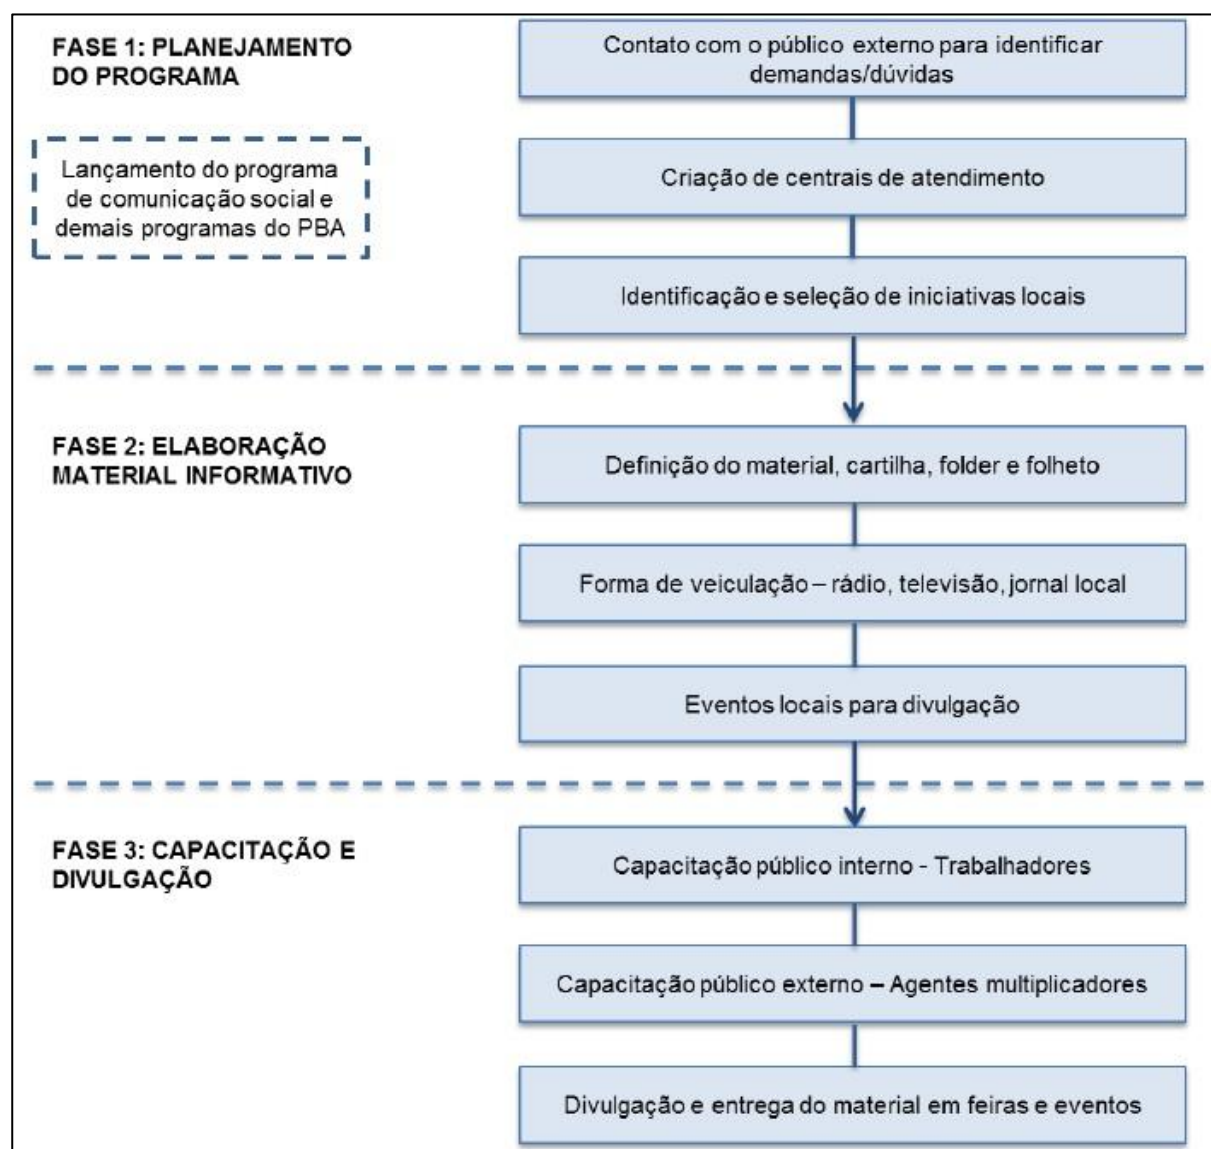 FASE 1: PLANEJAMENTO
DO PROGRAMA
Contato com o público externo para identificar
demandas/dúvidas
Lançamento do programa
de comunicação social e
demais programas do PBA
Criação de centrais de atendimento
Identificação e seleção de iniciativas locais
FASE 2: ELABORAÇÃO
MATERIAL INFORMATIVO
Definição do material, cartilha, folder e folheto
Forma de veiculação – rádio, televisão, jornal local
Eventos locais para divulgação
FASE 3: CAPACITAÇÃO E
DIVULGAÇÃO
Capacitação público interno - Trabalhadores
Capacitação público externo – Agentes multiplicadores
Divulgação e entrega do material em feiras e eventos